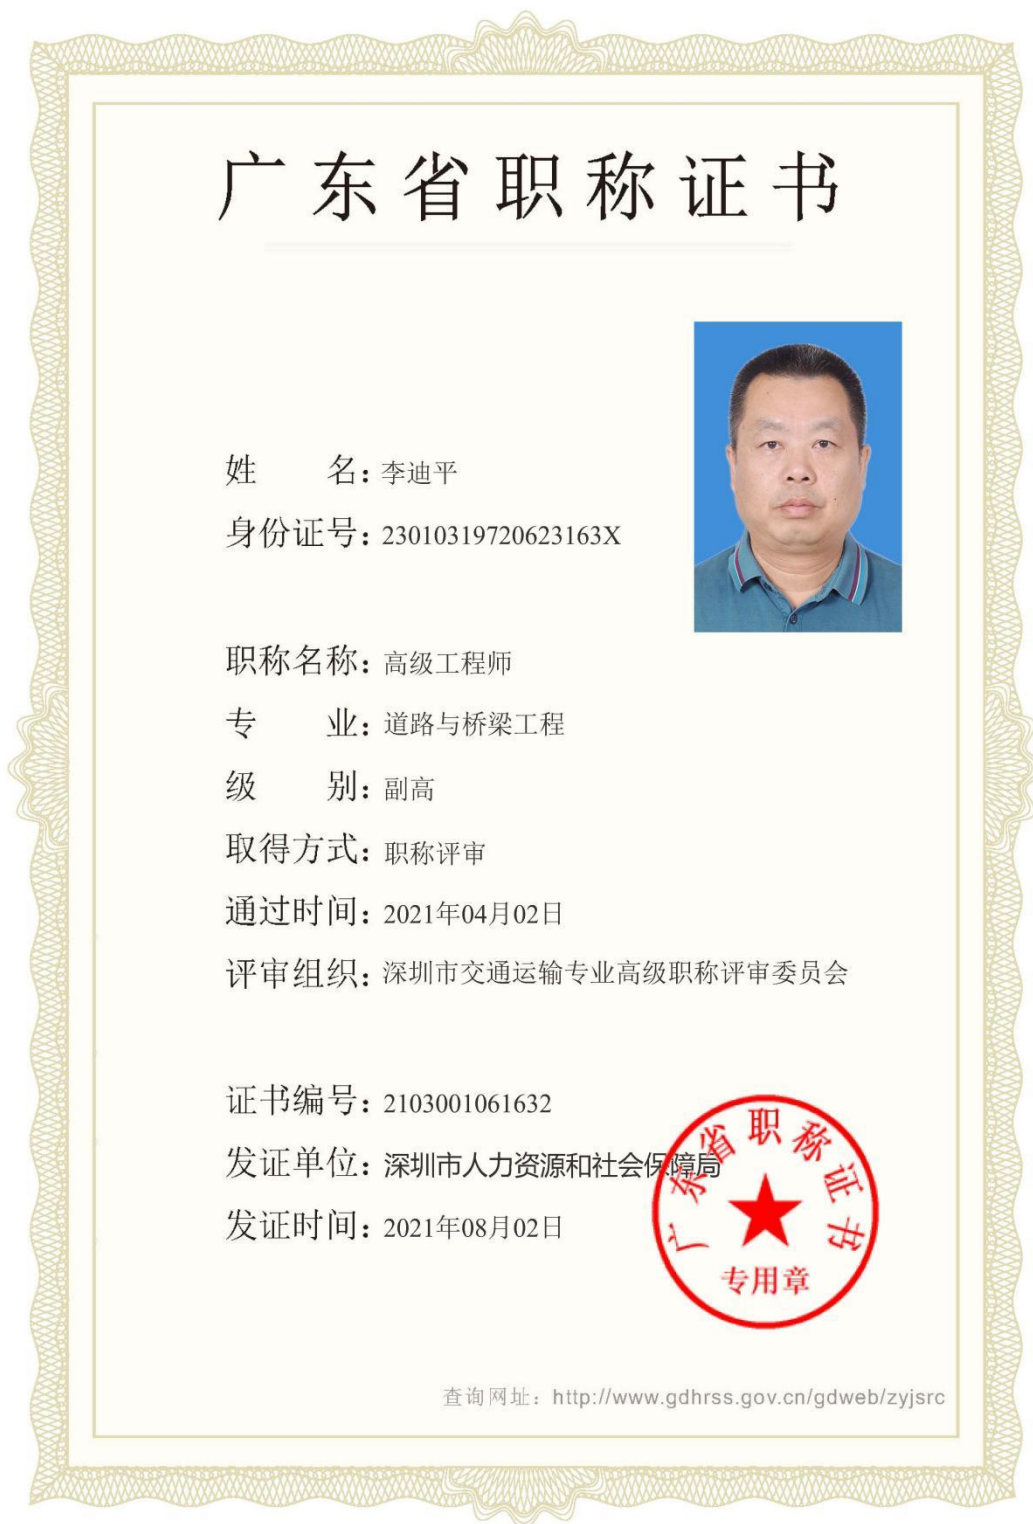 广东省职称证书
姓 名：李迪平
身份证号：23010319720623163X
职称名称：高级工程师
专 业：道路与桥梁工程
级 别：副高
取得方式：职称评审
通过时间：2021年04月02日
评审组织：深圳市交通运输专业高级职称评审委员会
证书编号：2103001061632
发证单位：深圳市人力资源和社会保障局
发证时间：2021年08月02日
广东省职称证书
专用章
查询网址：http://www.gdhrss.gov.cn/gdweb/zyjsrc